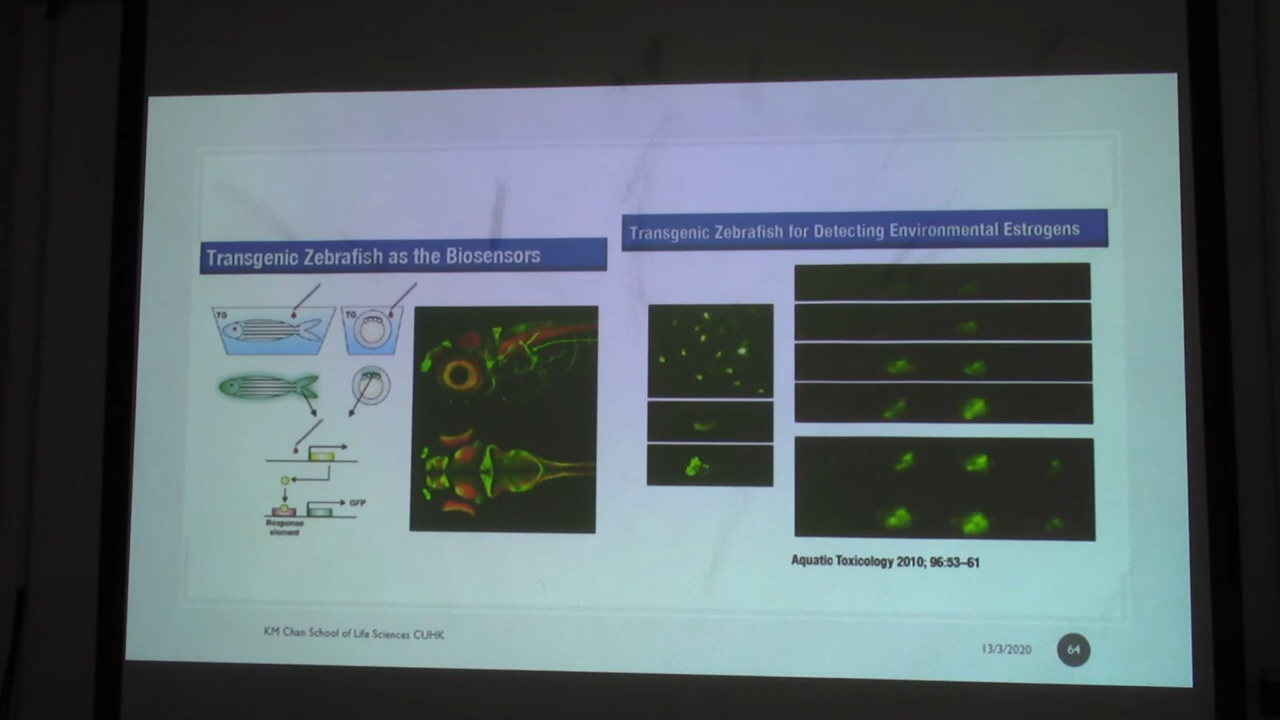 Transgenic Zebrafish as the Biosensors
TG
TG
GFP
Response
element
Transgenic Zebrafish for Detecting Environmental Estrogens
Aquatic Toxicology 2010; 96:53–61
KM Chan School of Life Sciences CUHK
13/3/2020
64